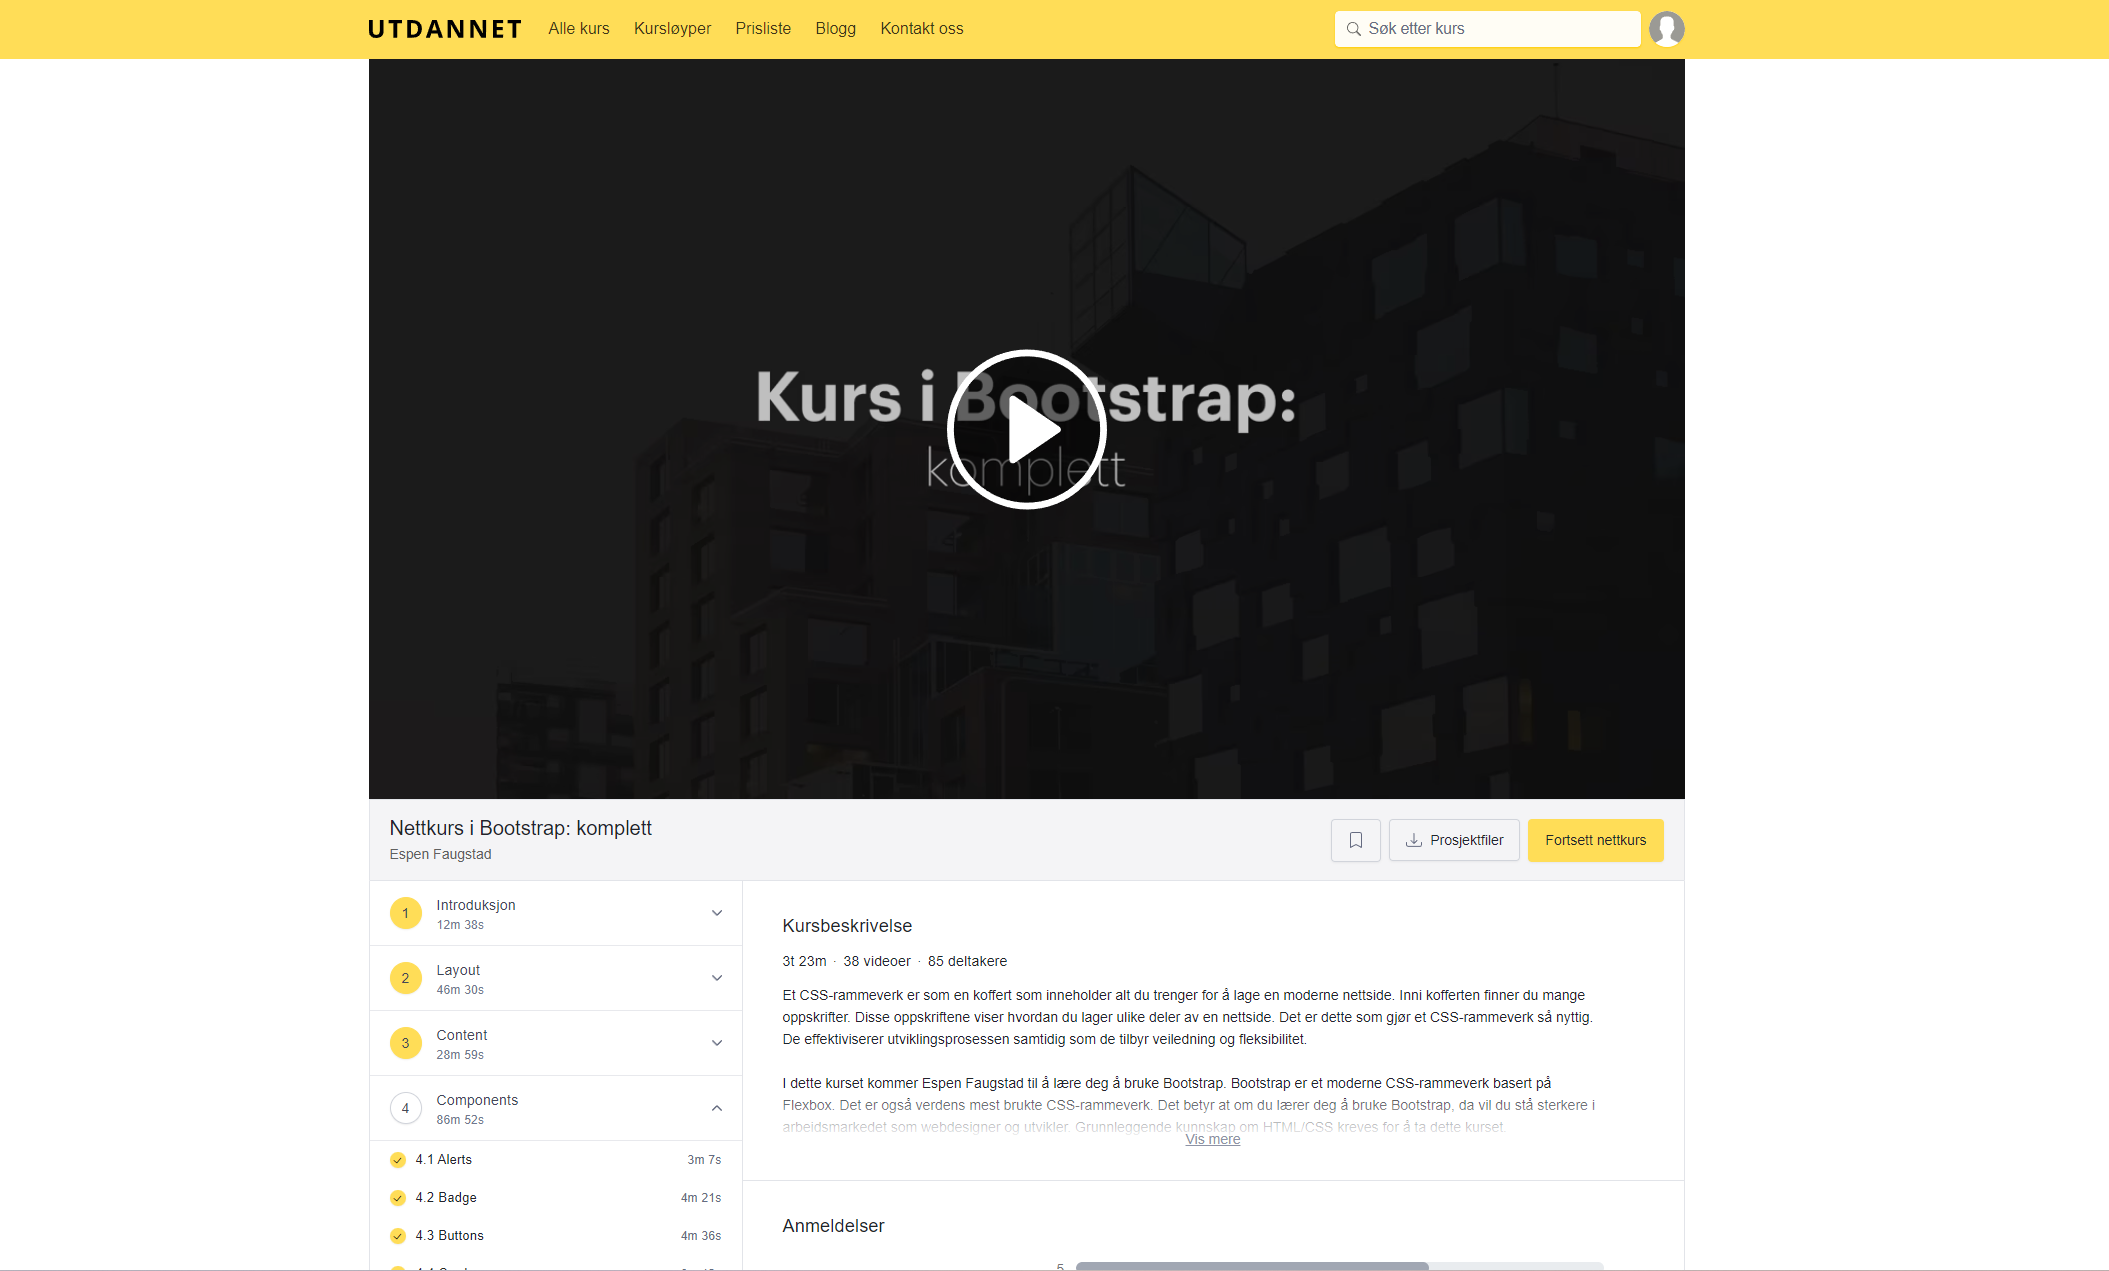 UTDANNET Alle kurs Kursløyper Prisliste Blogg Kontakt oss Søk etter kurs
Kurs i Bootstrap:
komplett
Nettkurs i Bootstrap: komplett
Espen Faugstad
Prosjektfiler
Fortsett nettkurs
1 Introduksjon
12m 38s
2 Layout
46m 30s
3 Content
28m 59s
4 Components
86m 52s
4.1 Alerts 3m 7s
4.2 Badge 4m 21s
4.3 Buttons 4m 36s
Kursbeskrivelse
3t 23m · 38 videoer · 85 deltakere
Et CSS-rammeverk er som en koffert som inneholder alt du trenger for å lage en moderne nettside. Inni kofferten finner du mange
oppskrifter. Disse oppskriftene viser hvordan du lager ulike deler av en nettside. Det er dette som gjør et CSS-rammeverk så nyttig.
De effektiviserer utviklingsprosessen samtidig som de tilbyr veiledning og fleksibilitet.
I dette kurset kommer Espen Faugstad til å lære deg å bruke Bootstrap. Bootstrap er et moderne CSS-rammeverk basert på
Flexbox. Det er også verdens mest brukte CSS-rammeverk. Det betyr at om du lærer deg å bruke Bootstrap, da vil du stå sterkere i
arbeidsmarkedet som webdesigner og utvikler. Grunnleggende kunnskap om HTML/CSS kreves for å ta dette kurset.
Vis mere
Anmeldelser
5